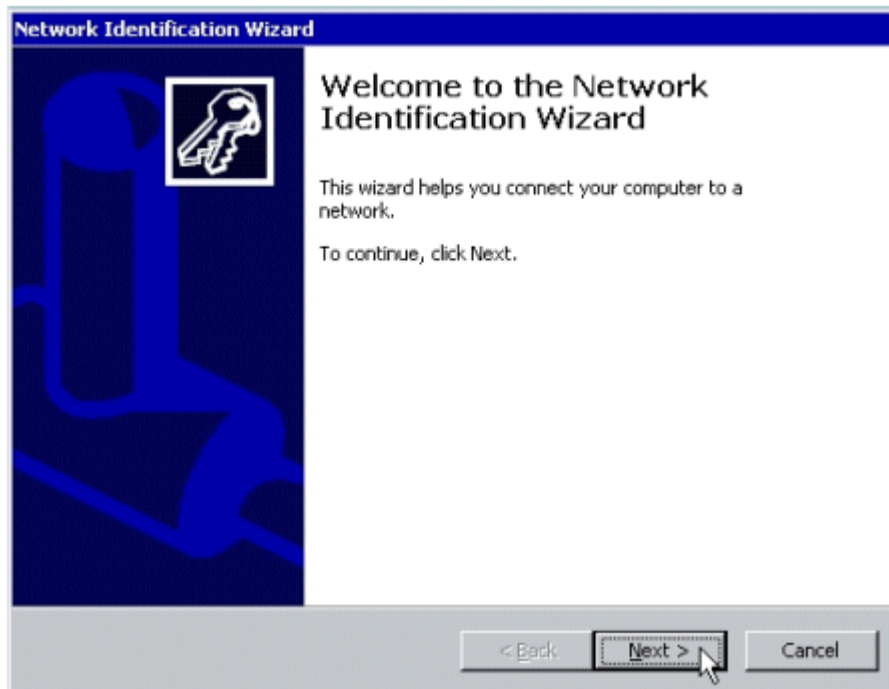 Network Identification Wizard
Welcome to the Network
Identification Wizard
This wizard helps you connect your computer to a
network.
To continue, click Next.
< Back Next > Cancel